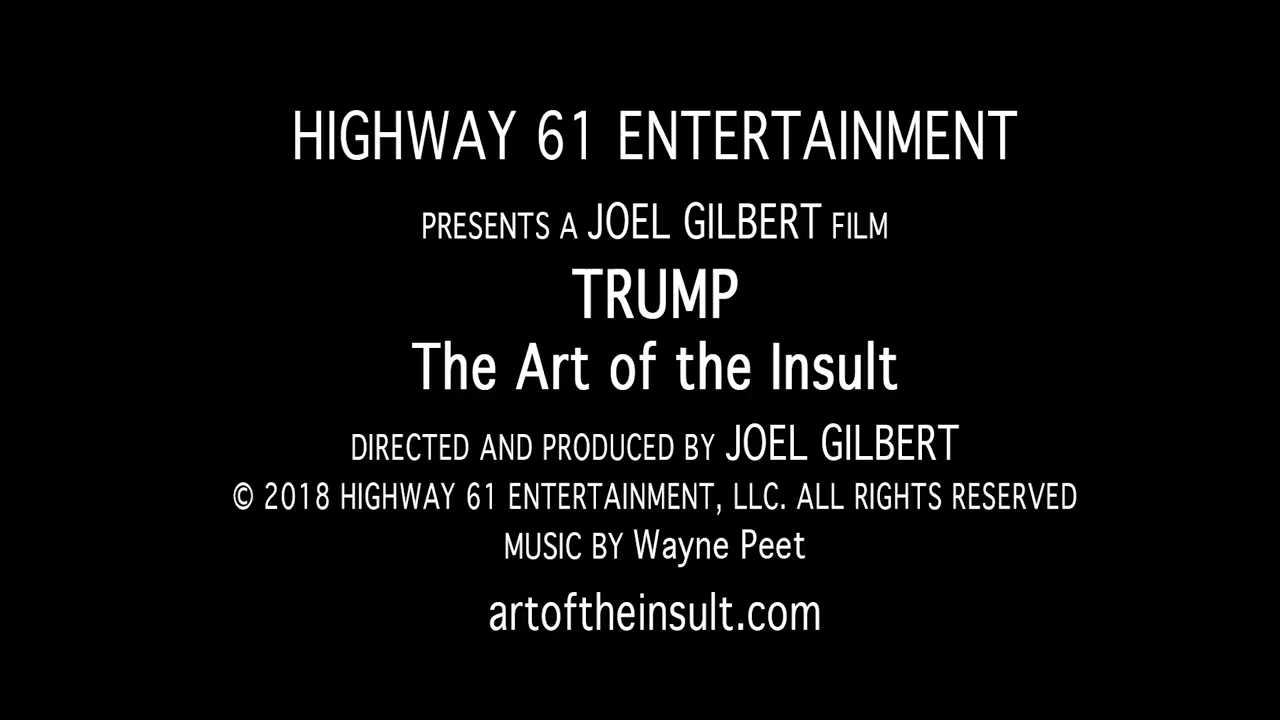 HIGHWAY 61 ENTERTAINMENT
PRESENTS A JOEL GILBERT FILM
TRUMP
The Art of the Insult
DIRECTED AND PRODUCED BY JOEL GILBERT
© 2018 HIGHWAY 61 ENTERTAINMENT, LLC. ALL RIGHTS RESERVED
MUSIC BY Wayne Peet
artoftheinsult.com